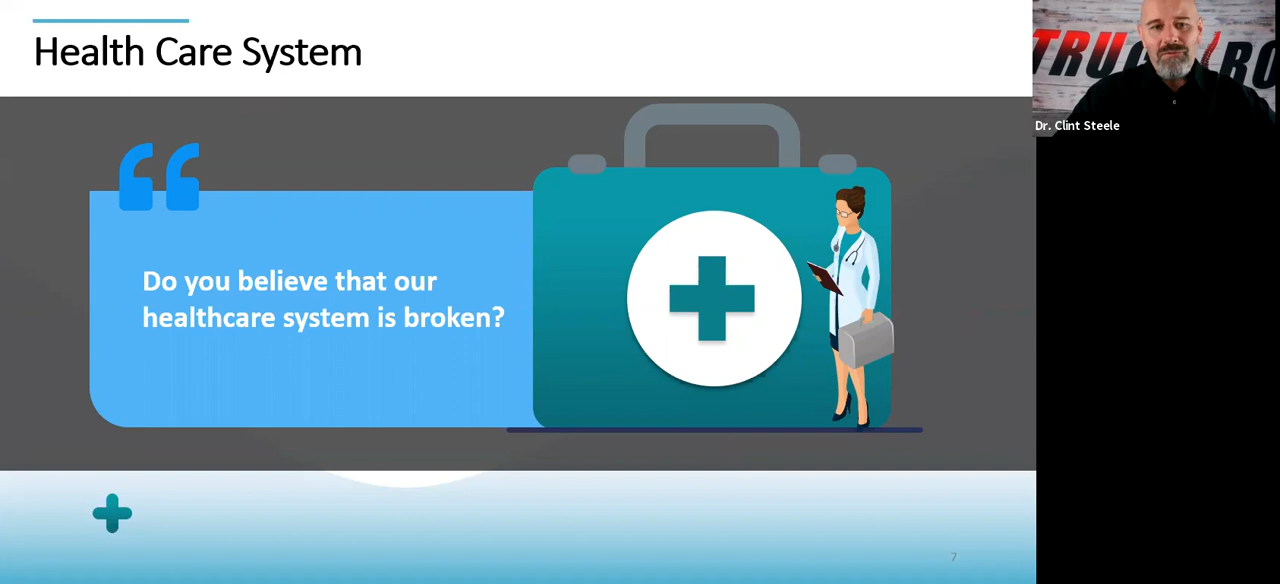 Health Care System
Do you believe that our
healthcare system is broken?
7
Dr. Clint Steele